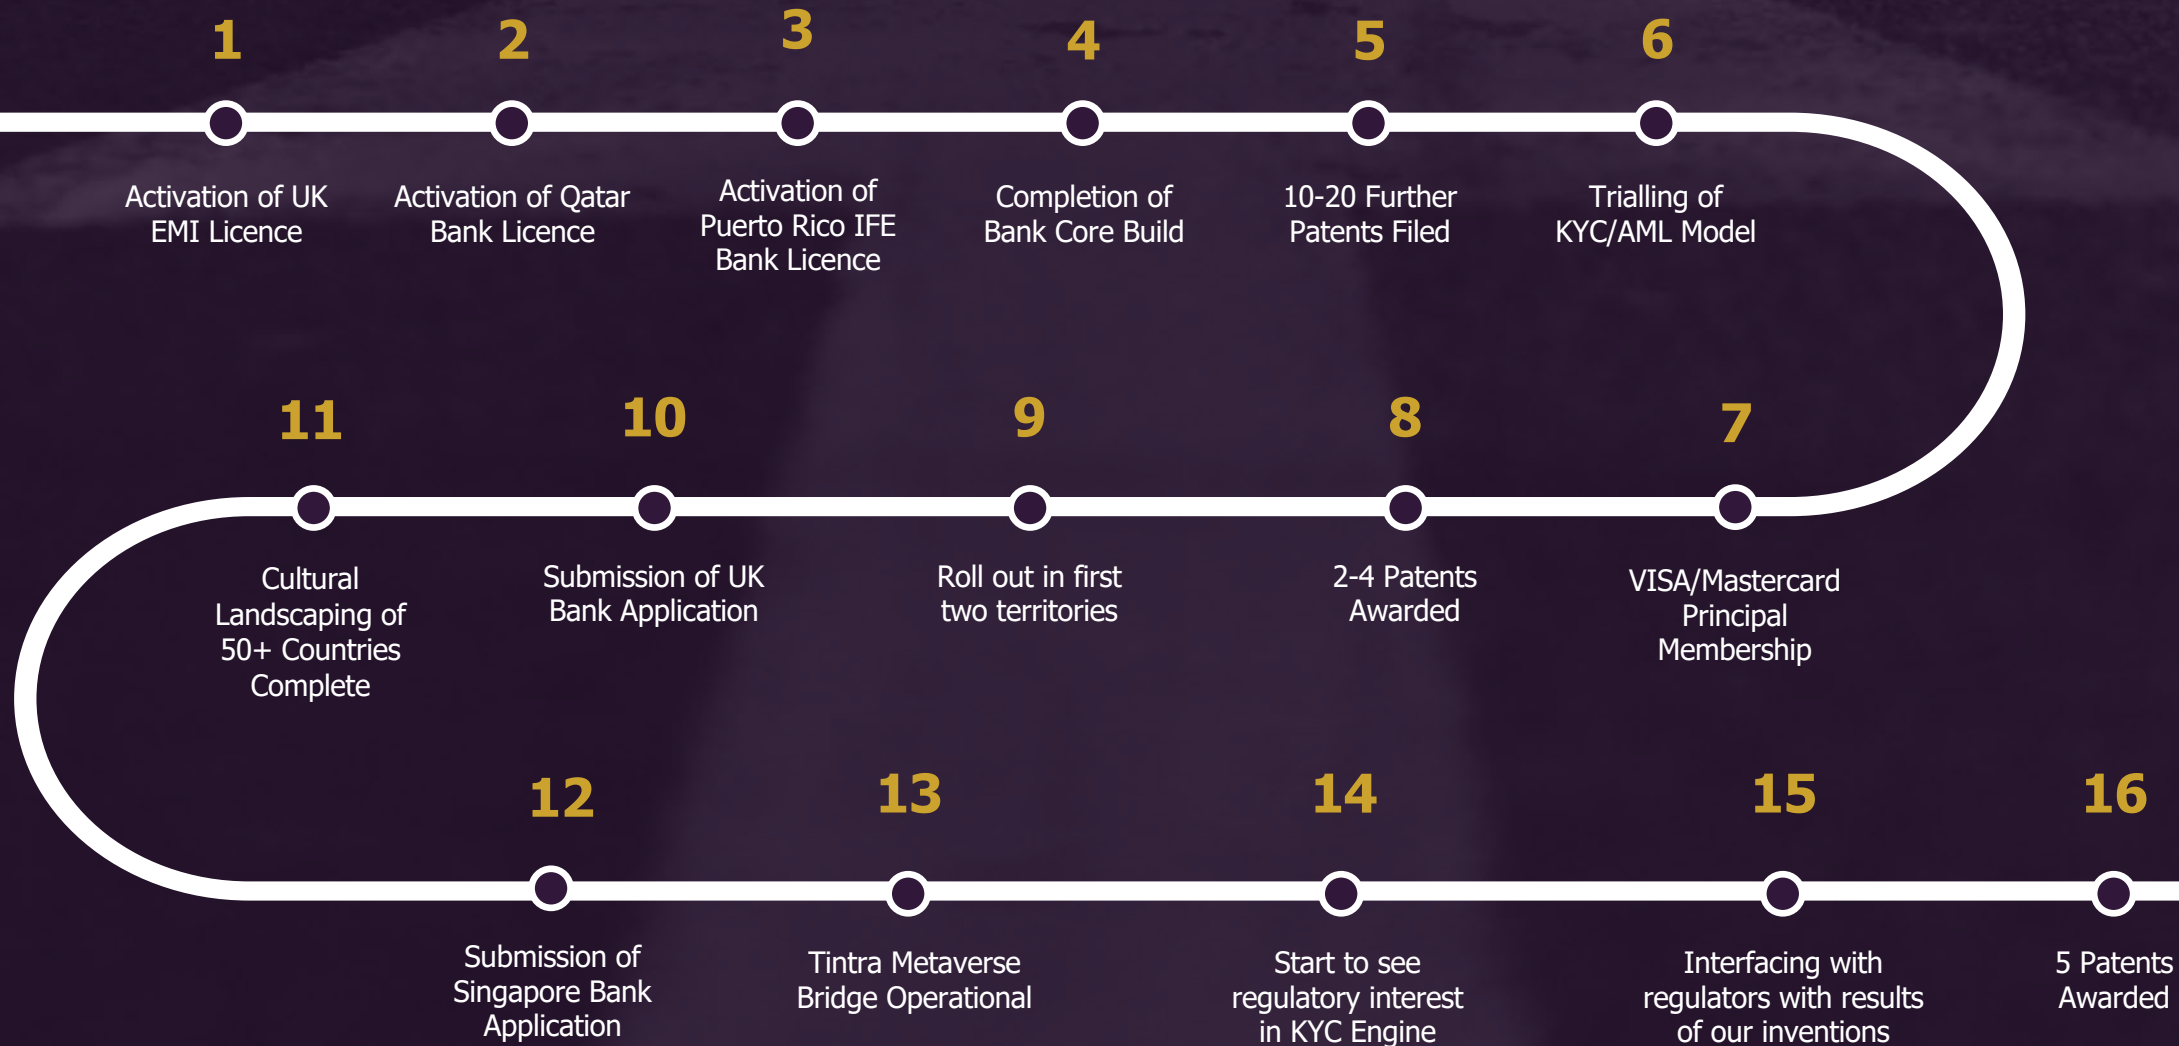 1
Activation of UK
EMI Licence
2
Activation of Qatar
Bank Licence
3
Activation of
Puerto Rico IFE
Bank Licence
4
Completion of
Bank Core Build
5
10-20 Further
Patents Filed
6
Trialling of
KYC/AML Model
7
VISA/Mastercard
Principal
Membership
8
2-4 Patents
Awarded
9
Roll out in first
two territories
10
Submission of UK
Bank Application
11
Cultural
Landscaping of
50+ Countries
Complete
12
Submission of
Singapore Bank
Application
13
Tintra Metaverse
Bridge Operational
14
Start to see
regulatory interest
in KYC Engine
15
Interfacing with
regulators with results
of our inventions
16
5 Patents
Awarded